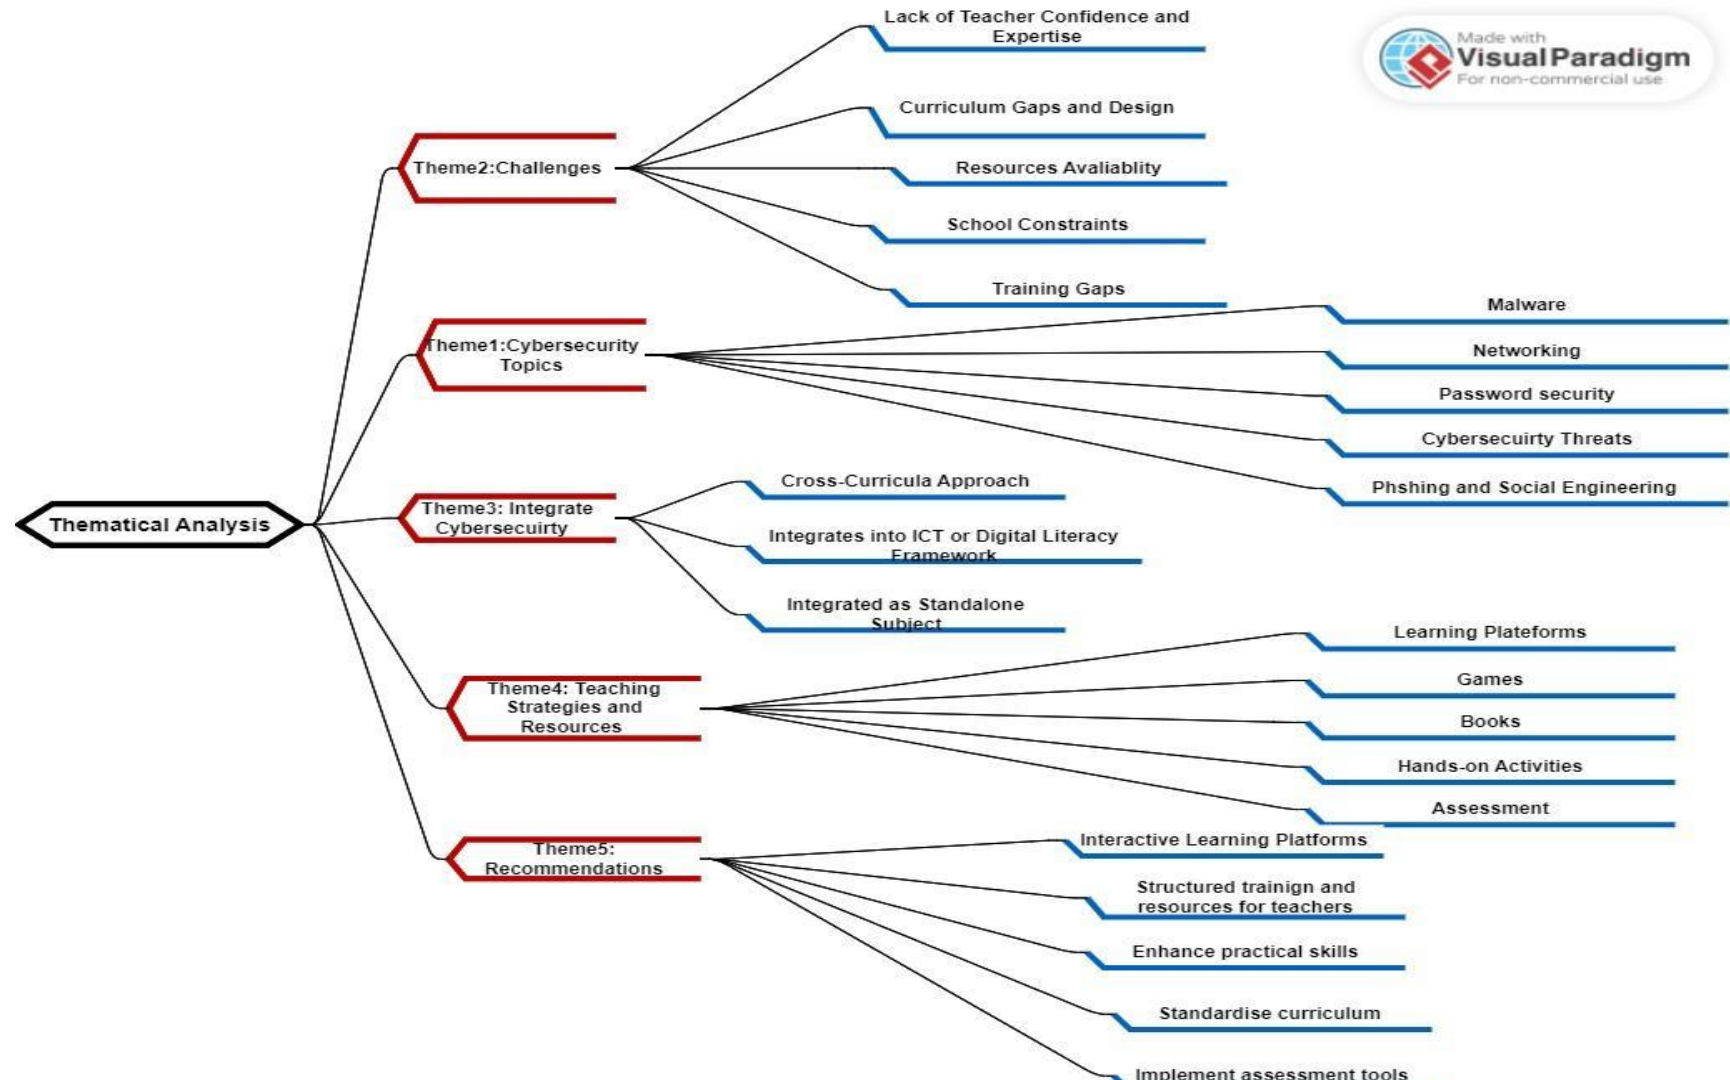 Made with
Visual Paradigm
For non-commercial use
Thematical Analysis
Theme2:Challenges
Lack of Teacher Confidence and
Expertise
Curriculum Gaps and Design
Resources Avaliablity
School Constraints
Training Gaps
Theme1:Cybersecurity
Topics
Malware
Networking
Password security
Cybersecuirty Threats
Phshing and Social Engineering
Theme3: Integrate
Cybersecuirty
Cross-Curricula Approach
Integrates into ICT or Digital Literacy
Framework
Integrated as Standalone
Subject
Theme4: Teaching
Strategies and
Resources
Learning Plateforms
Games
Books
Hands-on Activities
Assessment
Theme5:
Recommendations
Interactive Learning Platforms
Structured trainign and
resources for teachers
Enhance practical skills
Standardise curriculum
Implement assessment tools